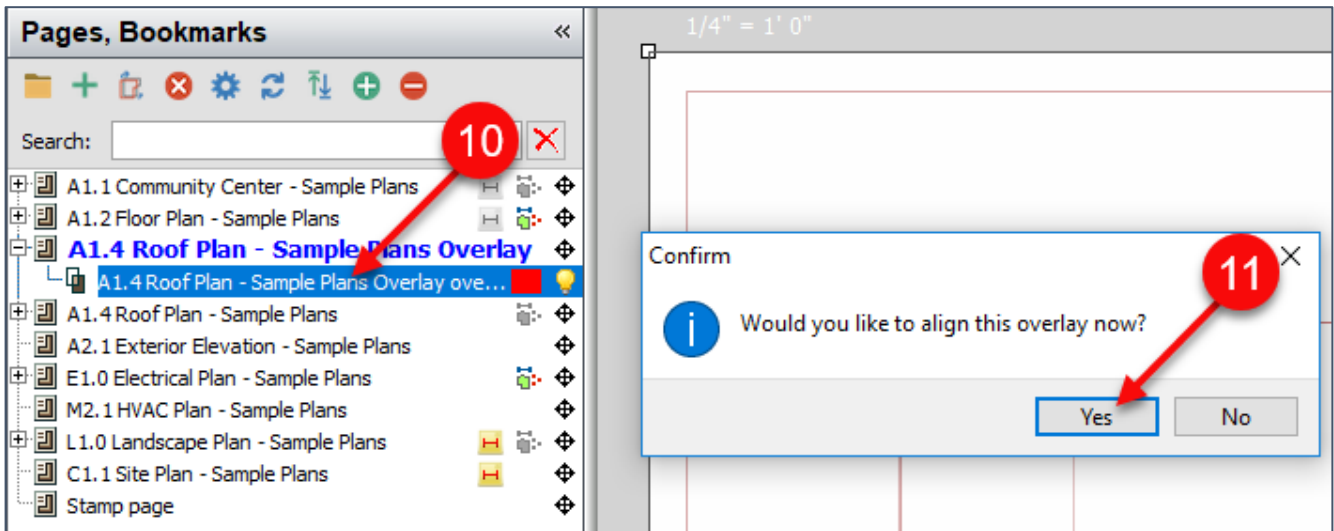 Pages, Bookmarks
1/4" = 1' 0"
Search:
10
A1.1 Community Center - Sample Plans
A1.2 Floor Plan - Sample Plans
A1.4 Roof Plan - Sample Plans Overlay
A1.4 Roof Plan - Sample Plans Overlay ove...
A1.4 Roof Plan - Sample Plans
A2.1 Exterior Elevation - Sample Plans
E1.0 Electrical Plan - Sample Plans
M2.1 HVAC Plan - Sample Plans
L1.0 Landscape Plan - Sample Plans
C1.1 Site Plan - Sample Plans
Stamp page
Confirm
11
Would you like to align this overlay now?
Yes
No